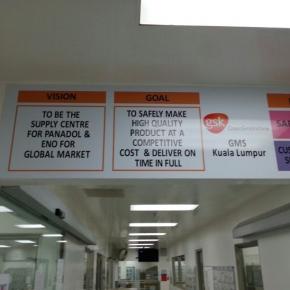 VISION
TO BE THE
SUPPLY CENTRE
FOR PANADOL &
ENO FOR
GLOBAL MARKET
GOAL
TO SAFELY MAKE
HIGH QUALITY
PRODUCT AT A
COMPETITIVE
COST & DELIVER ON
TIME IN FULL
gsk
GlaxoSmithKline
GMS
Kuala Lumpur